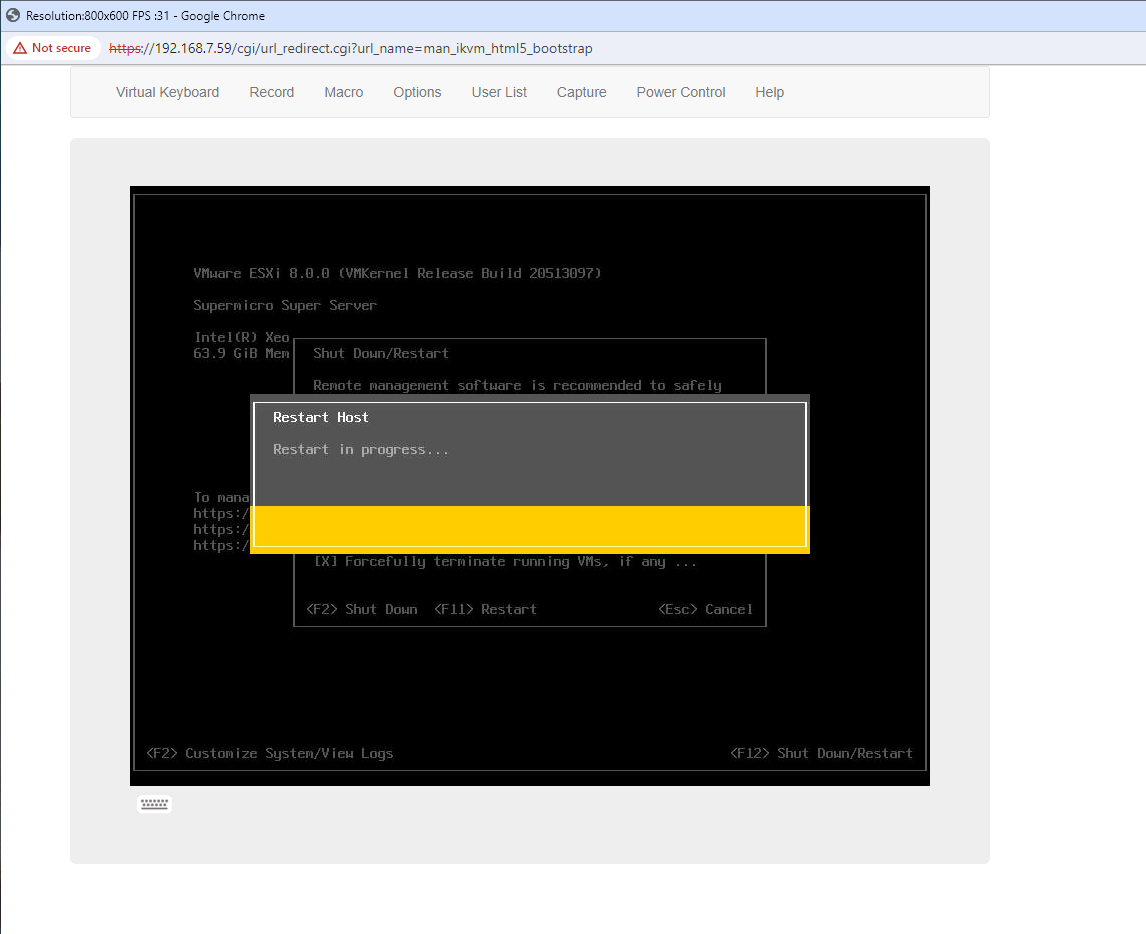 Resolution:800x600 FPS :31 - Google Chrome
Not secure https://192.168.7.59/cgi/url_redirect.cgi?url_name=man_ikvm_html5_bootstrap
Virtual Keyboard Record Macro Options User List Capture Power Control Help
VMware ESXi 8.0.0 (VMKernel Release Build 20513097)
Supermicro Super Server
Intel(R) Xeo
63.9 GiB Mem
Shut Down/Restart
Remote management software is recommended to safely
Restart Host
Restart in progress...
To mana
https:/
https:/
https:/
[X] Forcefully terminate running VMs, if any ...
<F2> Shut Down <F11> Restart <Esc> Cancel
<F2> Customize System/View Logs <F12> Shut Down/Restart